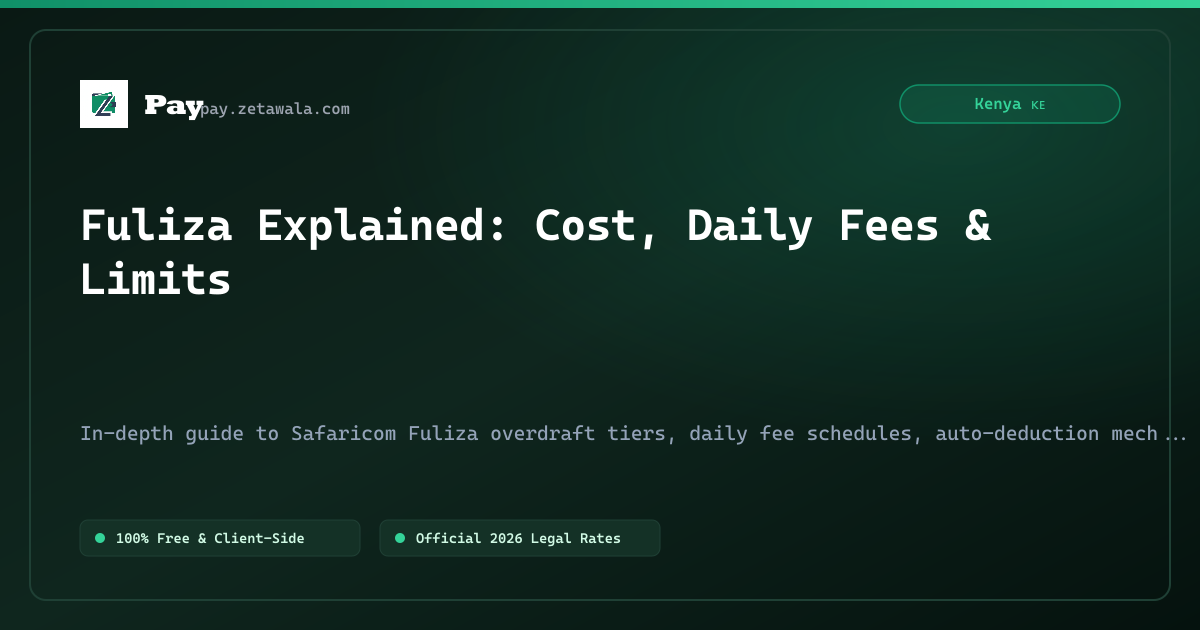 Pay pay.zetawala.com
Kenya KE
Fuliza Explained: Cost, Daily Fees &
Limits
In-depth guide to Safaricom Fuliza overdraft tiers, daily fee schedules, auto-deduction mech...
100% Free & Client-Side
Official 2026 Legal Rates